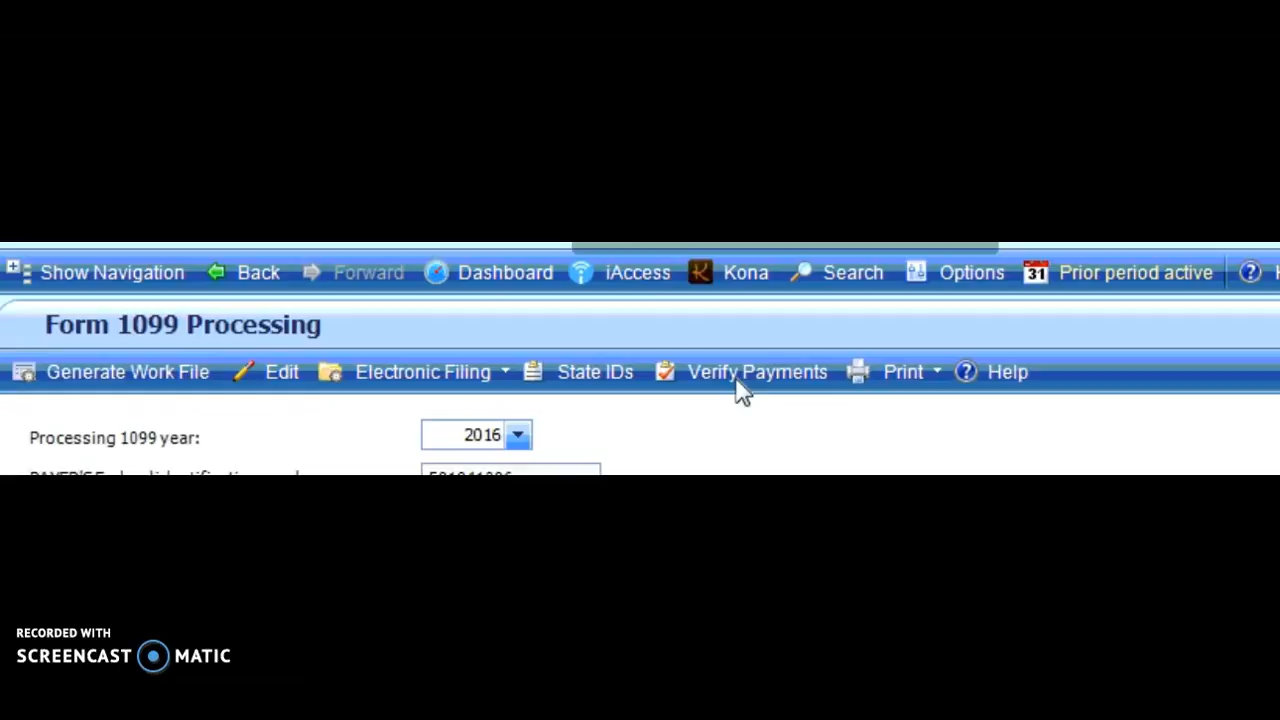 Show Navigation Back Forward Dashboard iAccess Kona Search Options 31 Prior period active
Form 1099 Processing
Generate Work File Edit Electronic Filing State IDs Verify Payments Print Help
Processing 1099 year: 2016
RECORDED WITH
SCREENCAST MATIC